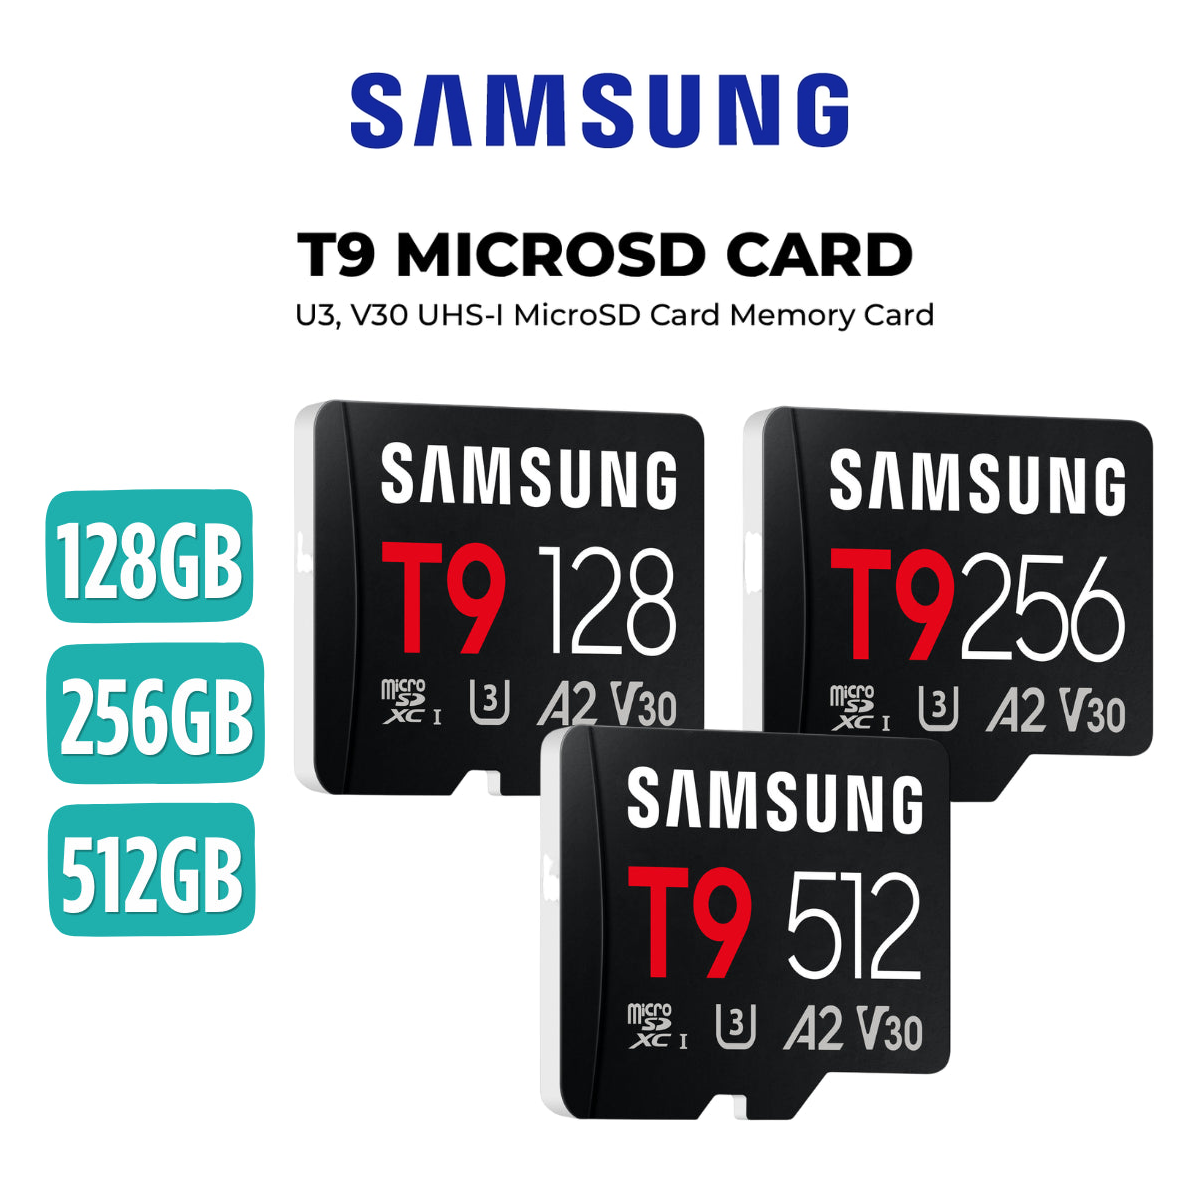 SAMSUNG
T9 MICROSD CARD
U3, V30 UHS-I MicroSD Card Memory Card
128GB
256GB
512GB
SAMSUNG
T9 128
micro SD XC I U3 A2 V30
SAMSUNG
T9 256
micro SD XC I U3 A2 V30
SAMSUNG
T9 512
micro SD XC I U3 A2 V30